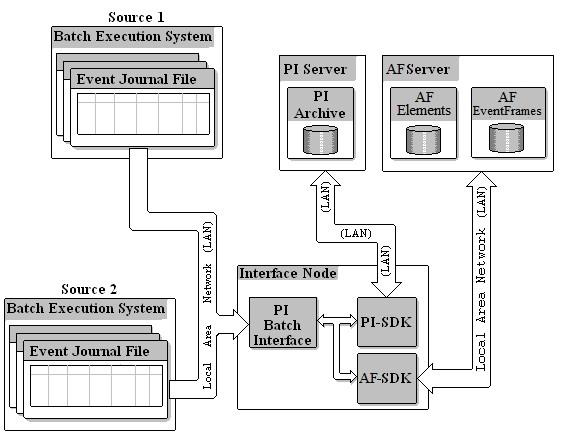 Source 1
Batch Execution System
Event Journal File
PI Server
PI
Archive
AFServer
AF
Elements
AF
EventFrames
(LAN)
(LAN)
(LAN)
Local Area Network (LAN)
Local Area Network (LAN)
Source 2
Batch Execution System
Event Journal File
Interface Node
PI
Batch
Interface
PI-SDK
AF-SDK